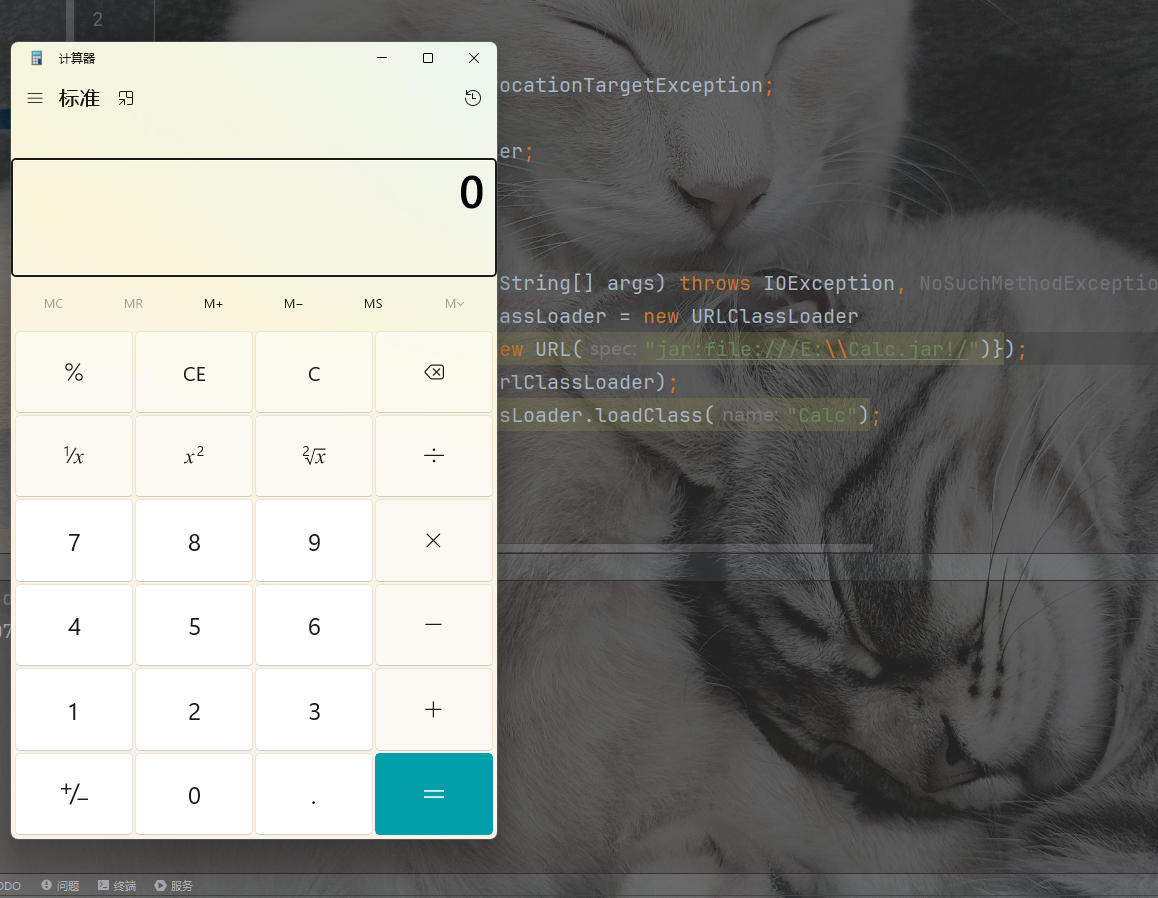 2
计算器
标准
ocationTargetException;
er;
0
String[] args) throws IOException, NoSuchMethodExceptio
MC MR M+ M− MS M
assLoader = new URLClassLoader
ew URL( spec: "jar:file:///E:\\Calc.jar!/")});
% CE C
rlClassLoader);
sLoader.loadClass( name: "Calc");
¹/x x² ²√x ÷
7 8 9 ×
4 5 6 −
1 2 3 +
+/− 0 . =
ODO 问题 终端 服务